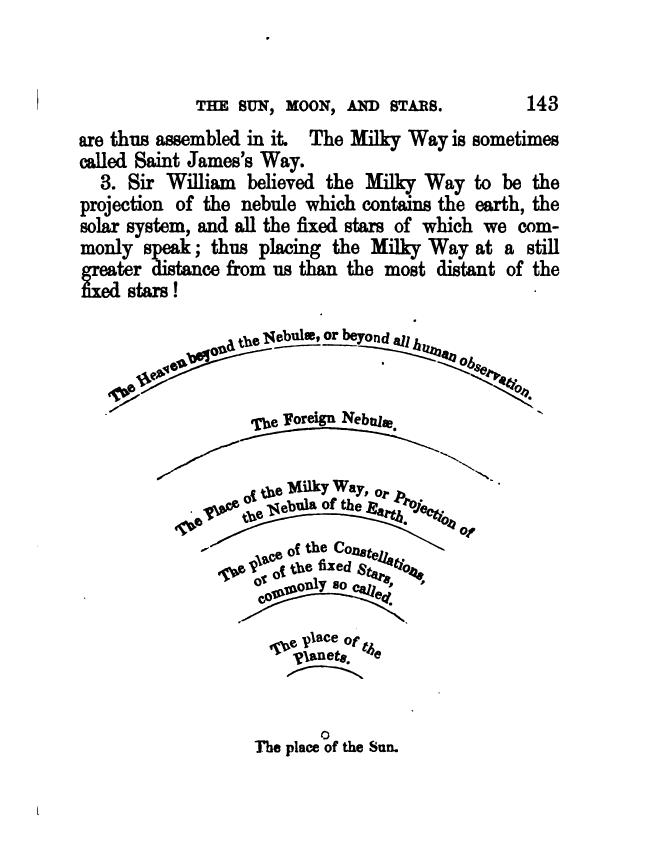 THE SUN, MOON, AND STARS. 143
are thus assembled in it. The Milky Way is sometimes
called Saint James's Way.
3. Sir William believed the Milky Way to be the
projection of the nebule which contains the earth, the
solar system, and all the fixed stars of which we com-
monly speak; thus placing the Milky Way at a still
greater distance from us than the most distant of the
fixed stars!
The Heaven beyond the Nebulæ, or beyond all human observation.
The Foreign Nebulæ.
The Place of the Milky Way, or Projection of
the Nebula of the Earth.
The place of the Constellations,
or of the fixed Stars,
commonly so called.
The place of the
Planets.
The place of the Sun.